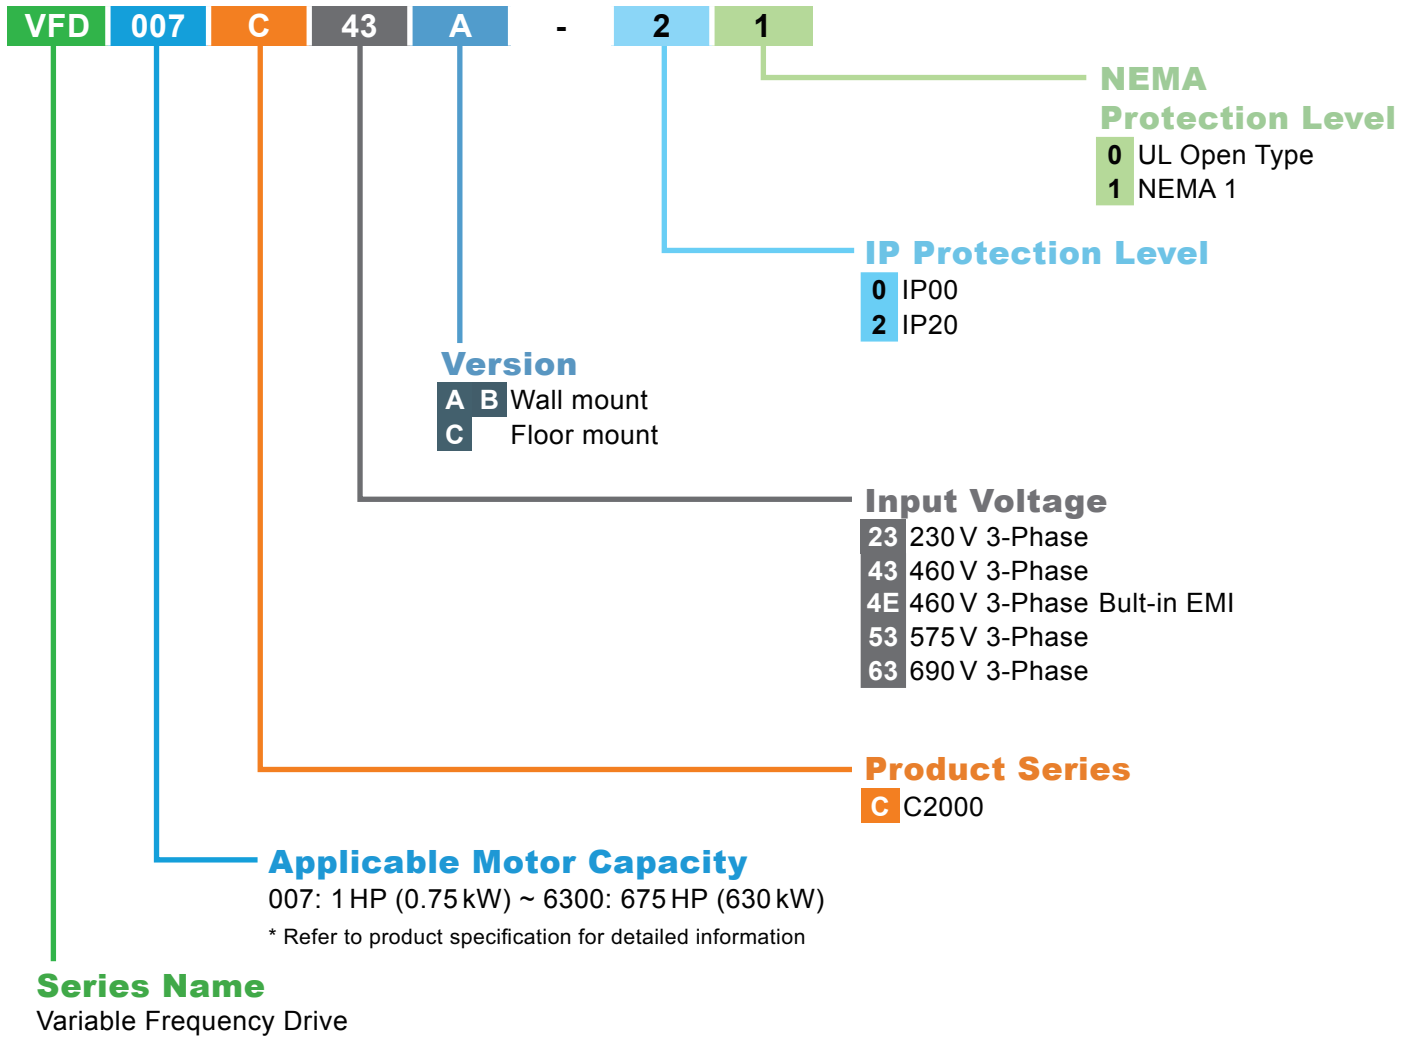 VFD 007 C 43 A - 2 1
NEMA
Protection Level
0 UL Open Type
1 NEMA 1
IP Protection Level
0 IP00
2 IP20
Version
A B Wall mount
C Floor mount
Input Voltage
23 230 V 3-Phase
43 460 V 3-Phase
4E 460 V 3-Phase Bult-in EMI
53 575 V 3-Phase
63 690 V 3-Phase
Product Series
C C2000
Applicable Motor Capacity
007: 1 HP (0.75 kW) ~ 6300: 675 HP (630 kW)
* Refer to product specification for detailed information
Series Name
Variable Frequency Drive